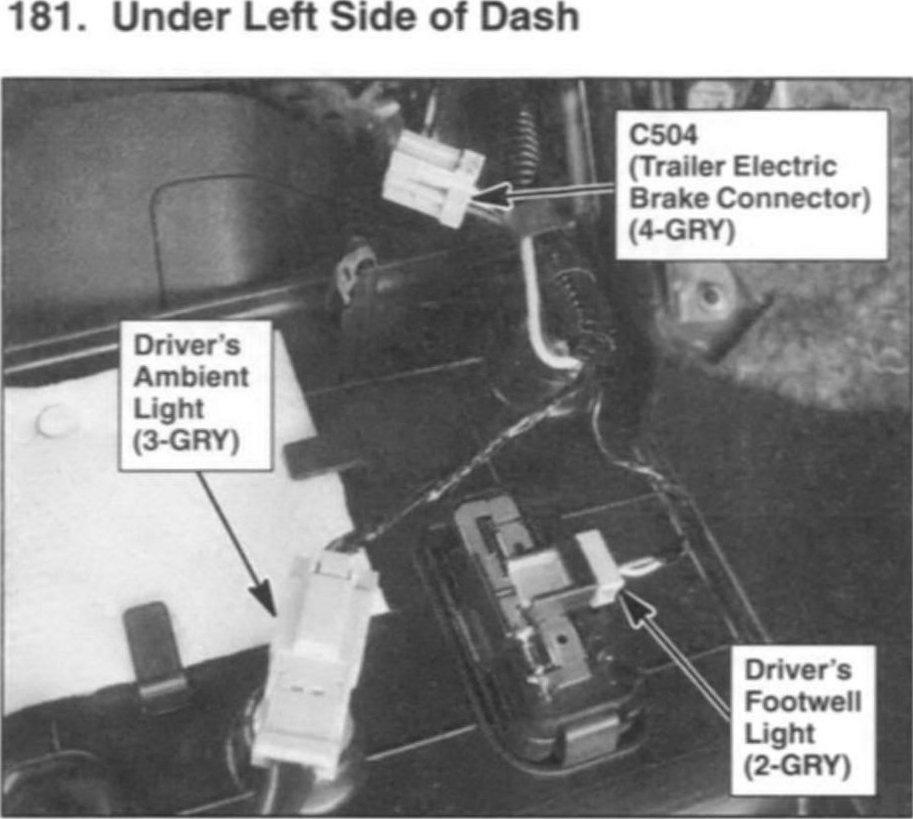 181. Under Left Side of Dash
C504
(Trailer Electric
Brake Connector)
(4-GRY)
Driver's
Ambient
Light
(3-GRY)
Driver's
Footwell
Light
(2-GRY)